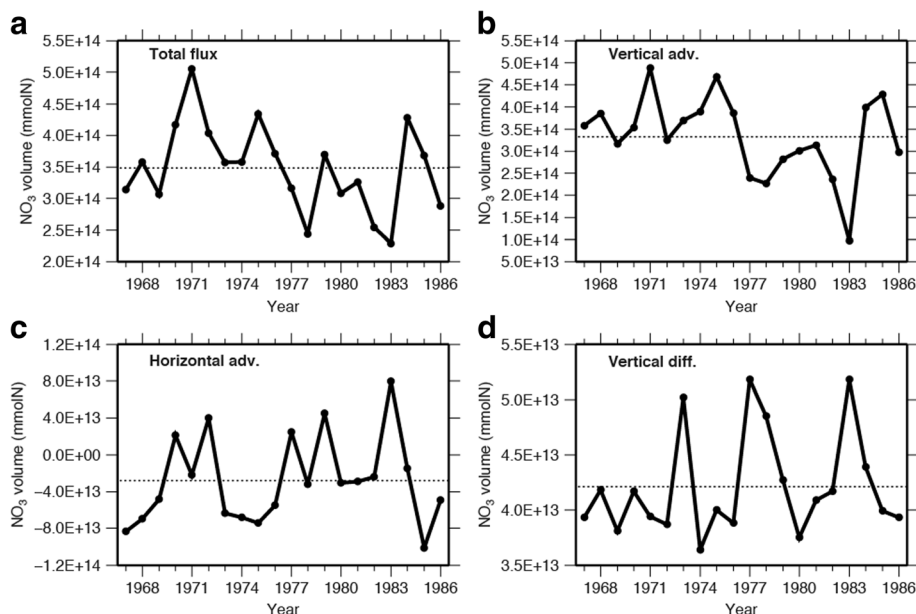 a
Total flux
NO3 volume (mmolN)
5.5E+14
5.0E+14
4.5E+14
4.0E+14
3.5E+14
3.0E+14
2.5E+14
2.0E+14
1968 1971 1974 1977 1980 1983 1986
Year
b
Vertical adv.
NO3 volume (mmolN)
5.5E+14
5.0E+14
4.5E+14
4.0E+14
3.5E+14
3.0E+14
2.5E+14
2.0E+14
1.5E+14
1.0E+14
5.0E+13
1968 1971 1974 1977 1980 1983 1986
Year
c
Horizontal adv.
NO3 volume (mmolN)
1.2E+14
8.0E+13
4.0E+13
0.0E+00
−4.0E+13
−8.0E+13
−1.2E+14
1968 1971 1974 1977 1980 1983 1986
Year
d
Vertical diff.
NO3 volume (mmolN)
5.5E+13
5.0E+13
4.5E+13
4.0E+13
3.5E+13
1968 1971 1974 1977 1980 1983 1986
Year